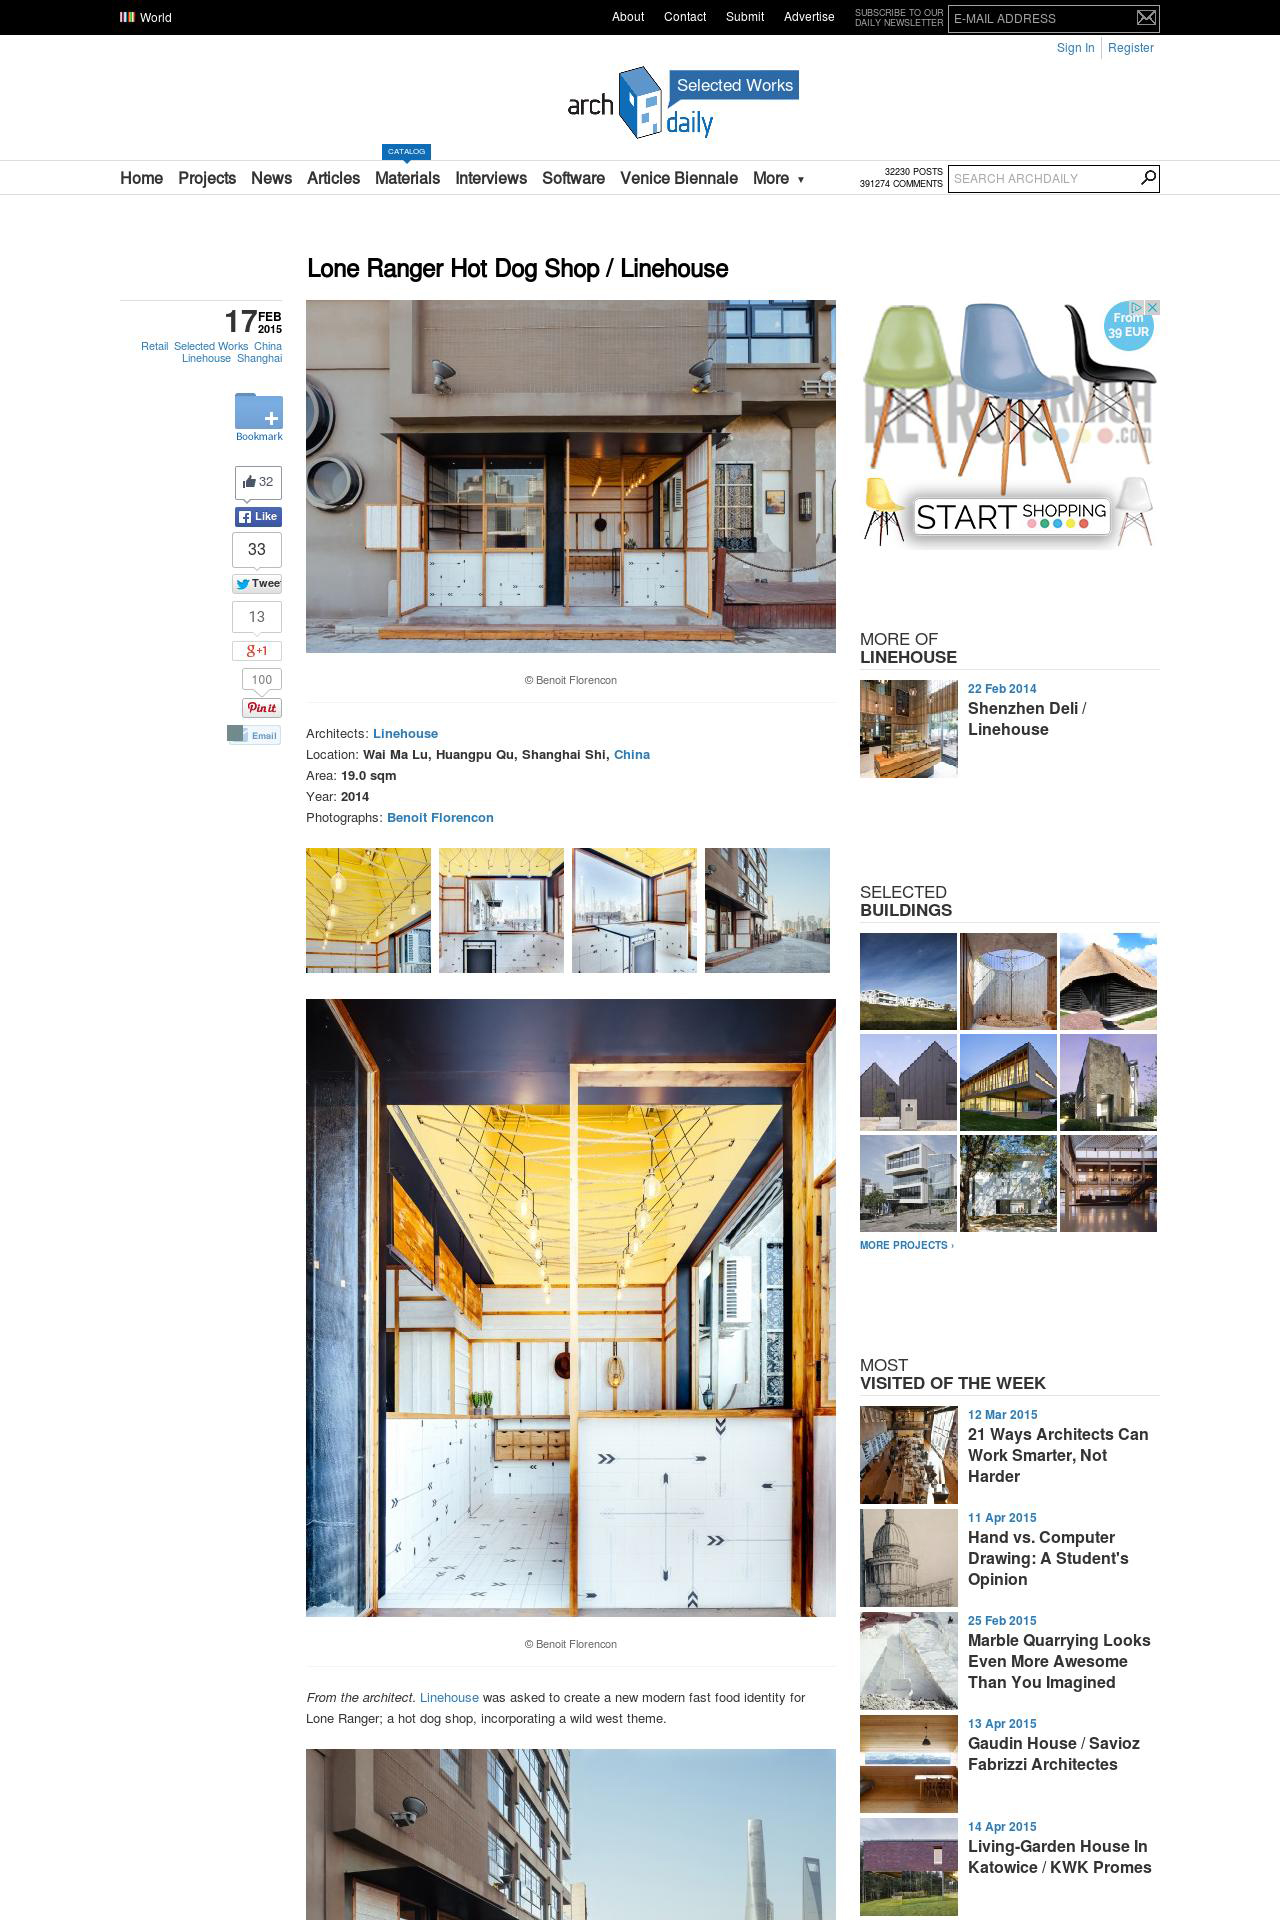 World
About
Contact
Submit
Advertise
SUBSCRIBE TO OUR
DAILY NEWSLETTER
E-MAIL ADDRESS
Sign In
Register
arch
daily
Selected Works
CATALOG
Home
Projects
News
Articles
Materials
Interviews
Software
Venice Biennale
More ▼
32230 POSTS
391274 COMMENTS
SEARCH ARCHDAILY
Lone Ranger Hot Dog Shop / Linehouse
17
FEB
2015
Retail Selected Works China
Linehouse Shanghai
Bookmark
32
Like
33
Tweet
13
g+1
100
Pin it
Email
© Benoit Florencon
Architects: Linehouse
Location: Wai Ma Lu, Huangpu Qu, Shanghai Shi, China
Area: 19.0 sqm
Year: 2014
Photographs: Benoit Florencon
© Benoit Florencon
From the architect. Linehouse was asked to create a new modern fast food identity for
Lone Ranger; a hot dog shop, incorporating a wild west theme.
From
39 EUR
.com
START SHOPPING
MORE OF
LINEHOUSE
22 Feb 2014
Shenzhen Deli /
Linehouse
SELECTED
BUILDINGS
MORE PROJECTS ›
MOST
VISITED OF THE WEEK
12 Mar 2015
21 Ways Architects Can
Work Smarter, Not
Harder
11 Apr 2015
Hand vs. Computer
Drawing: A Student's
Opinion
25 Feb 2015
Marble Quarrying Looks
Even More Awesome
Than You Imagined
13 Apr 2015
Gaudin House / Savioz
Fabrizzi Architectes
14 Apr 2015
Living-Garden House In
Katowice / KWK Promes